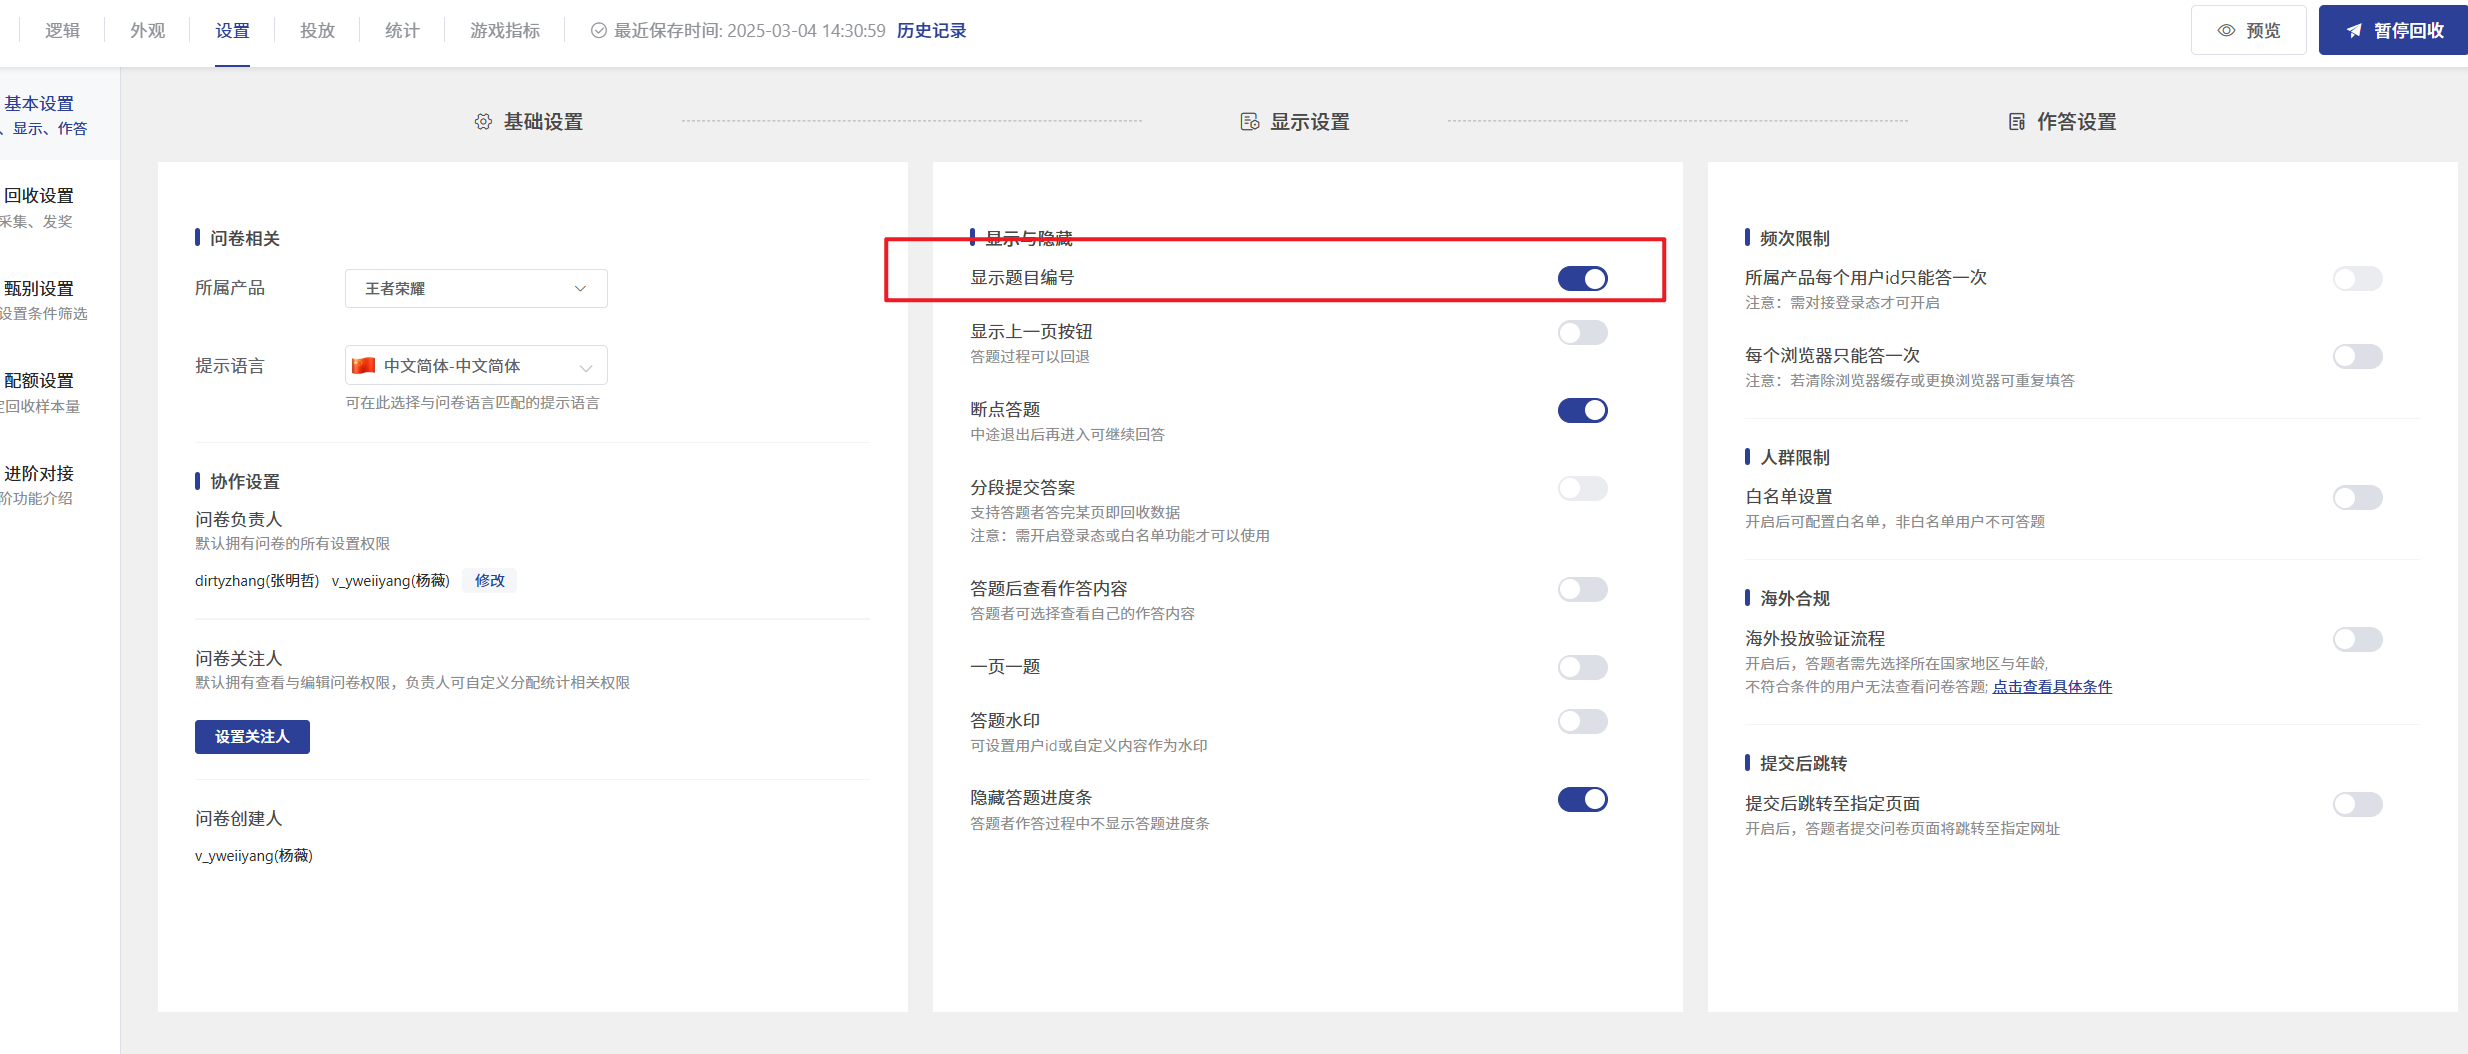 逻辑
外观
设置
投放
统计
游戏指标
最近保存时间: 2025-03-04 14:30:59 历史记录
预览
暂停回收
基本设置
、显示、作答
回收设置
采集、发奖
甄别设置
设置条件筛选
配额设置
回收样本量
进阶对接
阶功能介绍
基础设置
显示设置
作答设置
问卷相关
所属产品
王者荣耀
提示语言
中文简体-中文简体
可在此选择与问卷语言匹配的提示语言
协作设置
问卷负责人
默认拥有问卷的所有设置权限
dirtyzhang(张明哲) v_yweiiyang(杨薇) 修改
问卷关注人
默认拥有查看与编辑问卷权限，负责人可自定义分配统计相关权限
设置关注人
问卷创建人
v_yweiiyang(杨薇)
显示与隐藏
显示题目编号
显示上一页按钮
答题过程可以回退
断点答题
中途退出后再进入可继续回答
分段提交答案
支持答题者答完某页即回收数据
注意：需开启登录态或白名单功能才可以使用
答题后查看作答内容
答题者可选择查看自己的作答内容
一页一题
答题水印
可设置用户id或自定义内容作为水印
隐藏答题进度条
答题者作答过程中不显示答题进度条
频次限制
所属产品每个用户id只能答一次
注意：需对接登录态才可开启
每个浏览器只能答一次
注意：若清除浏览器缓存或更换浏览器可重复填答
人群限制
白名单设置
开启后可配置白名单，非白名单用户不可答题
海外合规
海外投放验证流程
开启后，答题者需先选择所在国家地区与年龄,
不符合条件的用户无法查看问卷答题; 点击查看具体条件
提交后跳转
提交后跳转至指定页面
开启后，答题者提交问卷页面将跳转至指定网址